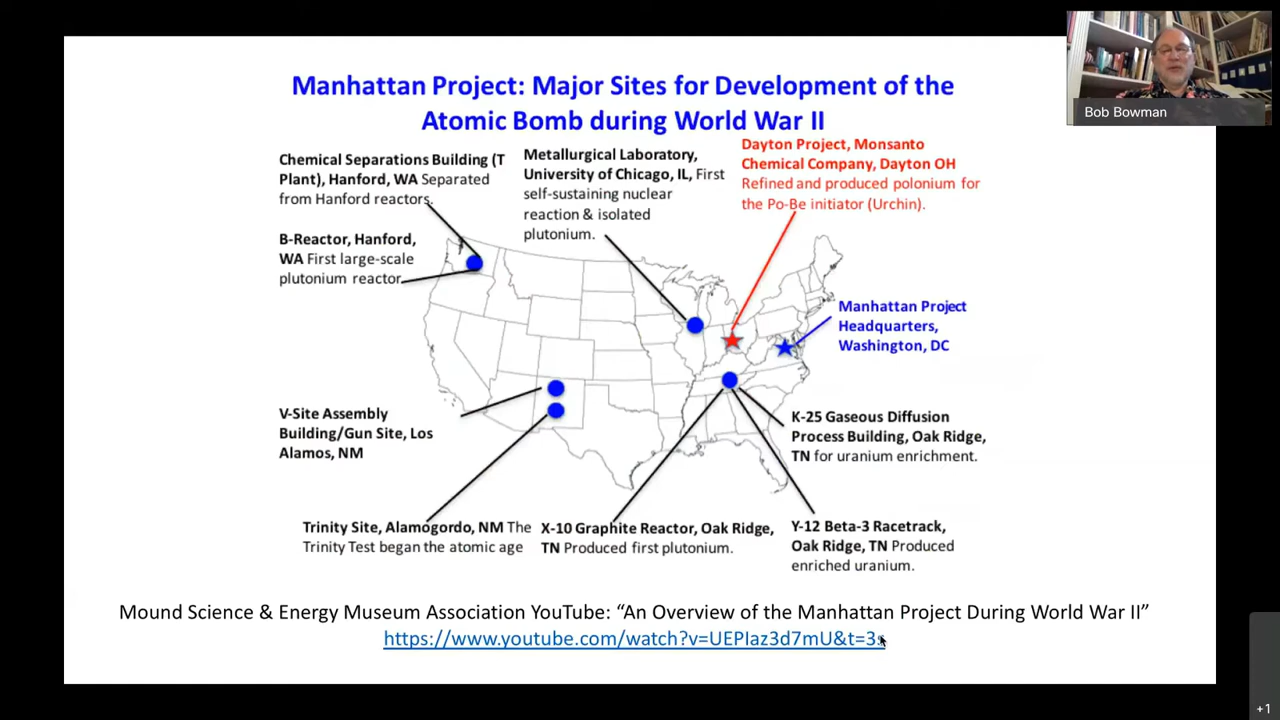 Manhattan Project: Major Sites for Development of the
Atomic Bomb during World War II
Bob Bowman
Chemical Separations Building (T
Plant), Hanford, WA Separated
from Hanford reactors.
Metallurgical Laboratory,
University of Chicago, IL, First
self-sustaining nuclear
reaction & isolated
plutonium.
Dayton Project, Monsanto
Chemical Company, Dayton OH
Refined and produced polonium for
the Po-Be initiator (Urchin).
B-Reactor, Hanford,
WA First large-scale
plutonium reactor
Manhattan Project
Headquarters,
Washington, DC
V-Site Assembly
Building/Gun Site, Los
Alamos, NM
K-25 Gaseous Diffusion
Process Building, Oak Ridge,
TN for uranium enrichment.
Trinity Site, Alamogordo, NM The
Trinity Test began the atomic age
X-10 Graphite Reactor, Oak Ridge,
TN Produced first plutonium.
Y-12 Beta-3 Racetrack,
Oak Ridge, TN Produced
enriched uranium.
Mound Science & Energy Museum Association YouTube: “An Overview of the Manhattan Project During World War II”
https://www.youtube.com/watch?v=UEPIaz3d7mU&t=3s
+1